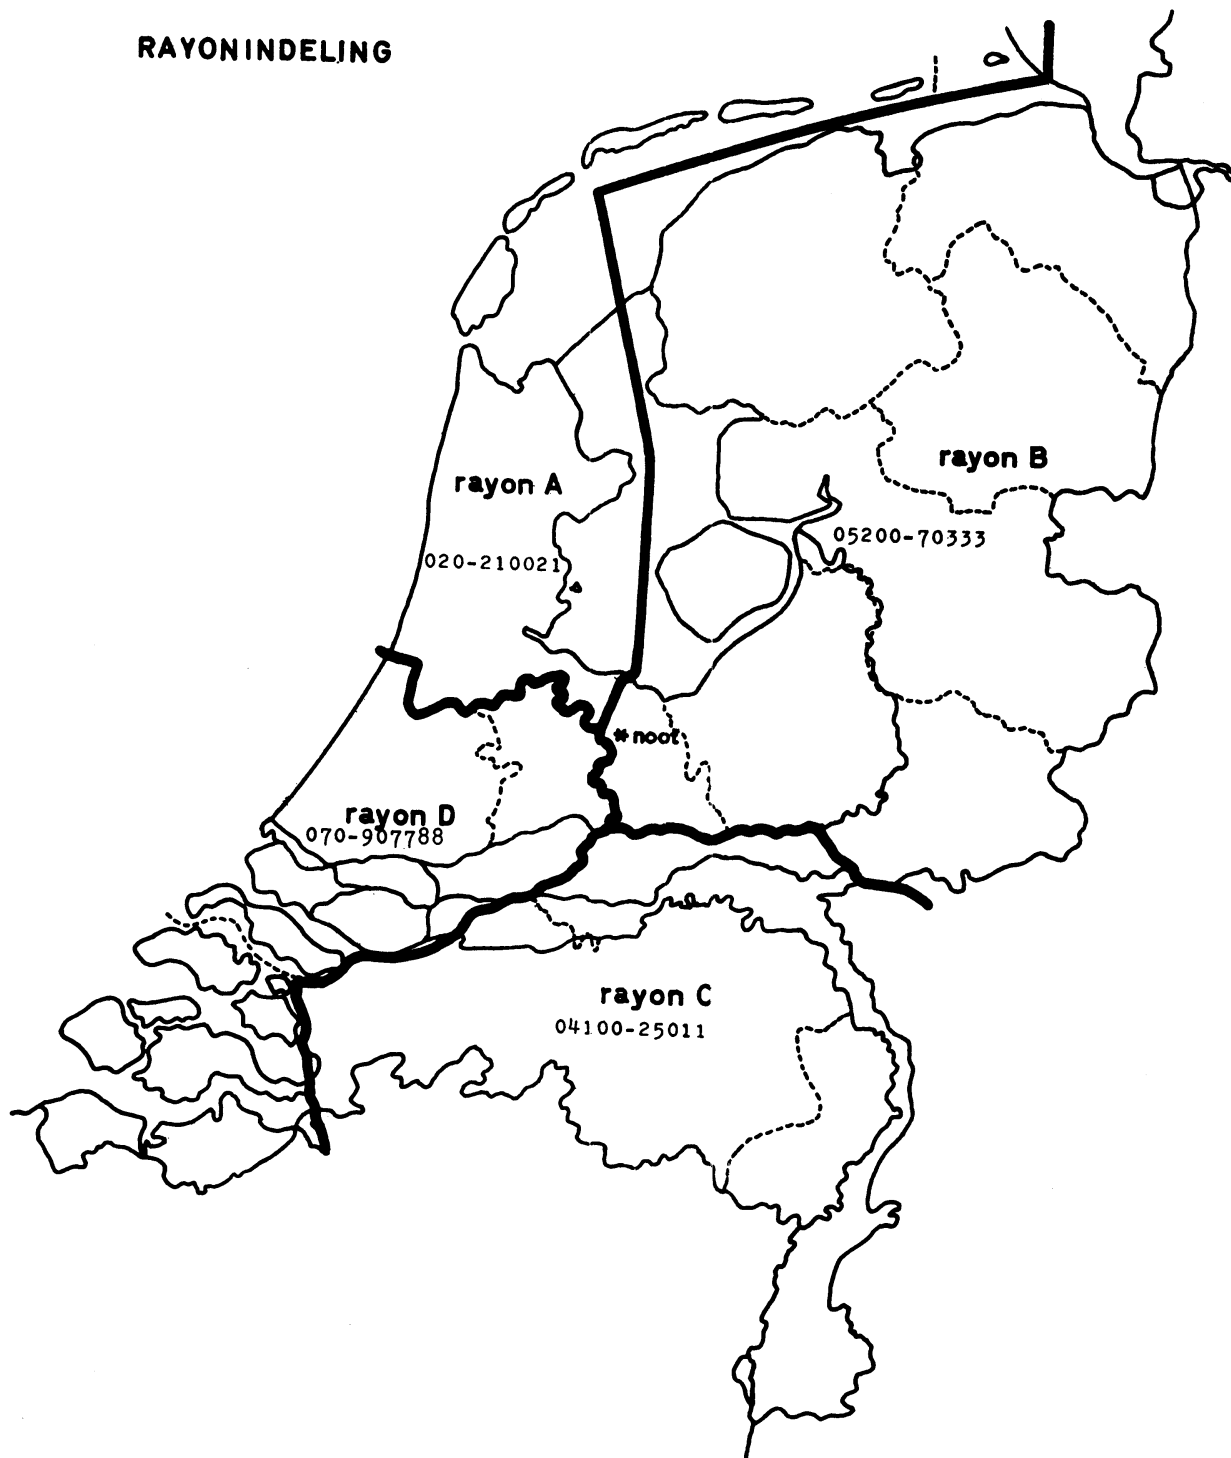 RAYONINDELING
rayon B
rayon A
05200-70333
020-210021
* noot
rayon D
070-907788
rayon C
04100-25011